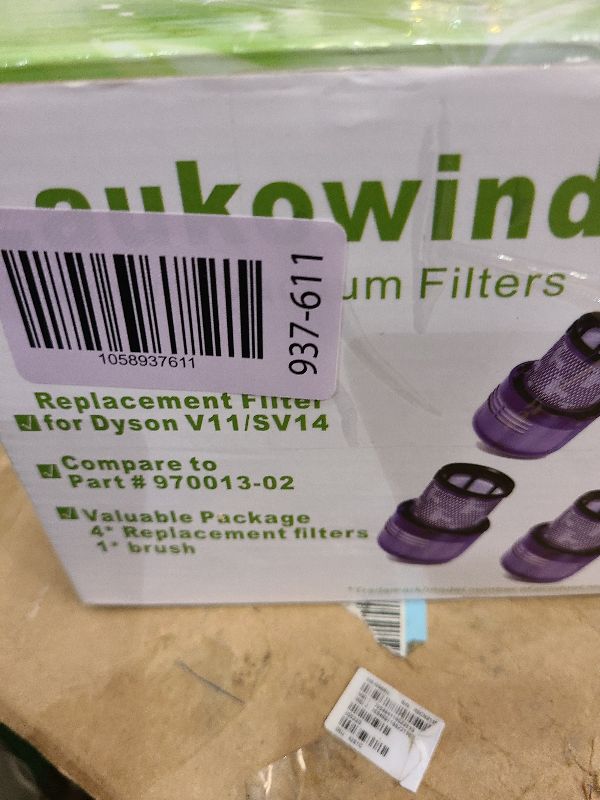 aukowind
um Filters
1058937611
937-611
Replacement Filter
for Dyson V11/SV14
Compare to
Part # 970013-02
Valuable Package
4* Replacement filters
1* brush